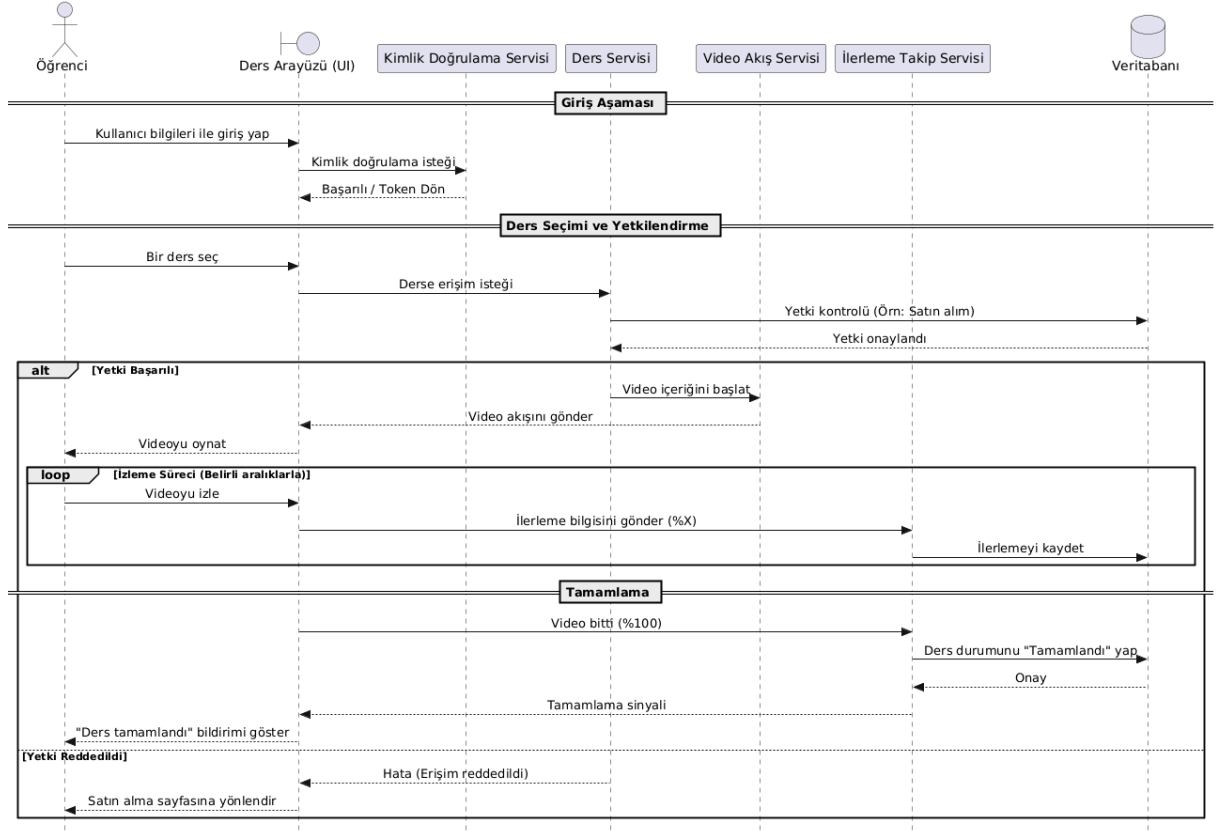 Öğrenci
Ders Arayüzü (UI)
Kimlik Doğrulama Servisi
Ders Servisi
Video Akış Servisi
İlerleme Takip Servisi
Veritabanı
Giriş Aşaması
Kullanıcı bilgileri ile giriş yap
Kimlik doğrulama isteği
Başarılı / Token Dön
Ders Seçimi ve Yetkilendirme
Bir ders seç
Derse erişim isteği
Yetki kontrolü (Örn: Satın alım)
Yetki onaylandı
alt [Yetki Başarılı]
Video içeriğini başlat
Video akışını gönder
Videoyu oynat
loop [İzleme Süreci (Belirli aralıklarla)]
Videoyu izle
İlerleme bilgisini gönder (%X)
İlerlemeyi kaydet
Tamamlama
Video bitti (%100)
Ders durumunu "Tamamlandı" yap
Onay
Tamamlama sinyali
"Ders tamamlandı" bildirimi göster
[Yetki Reddedildi]
Hata (Erişim reddedildi)
Satın alma sayfasına yönlendir